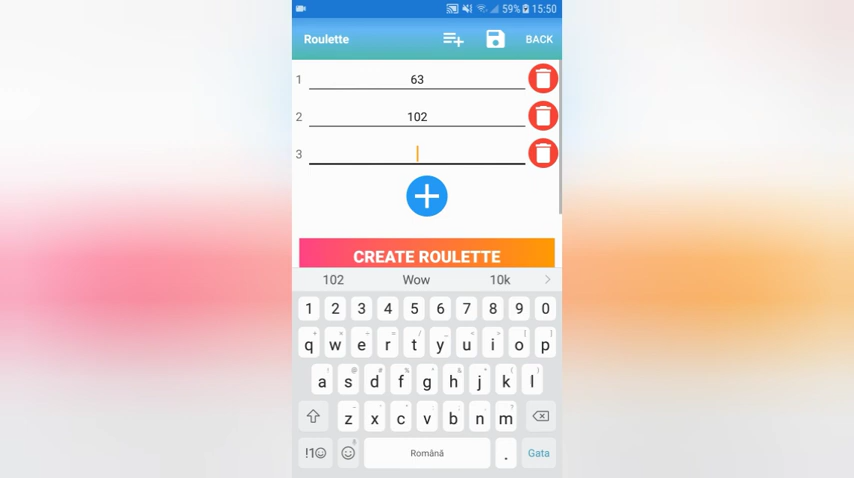 59% 15:50
Roulette BACK
1 63
2 102
3
CREATE ROULETTE
102 Wow 10k >
1 2 3 4 5 6 7 8 9 0
q w e r t y u i o p
a s d f g h j k l
z x c v b n m
!1☺ Română . Gata